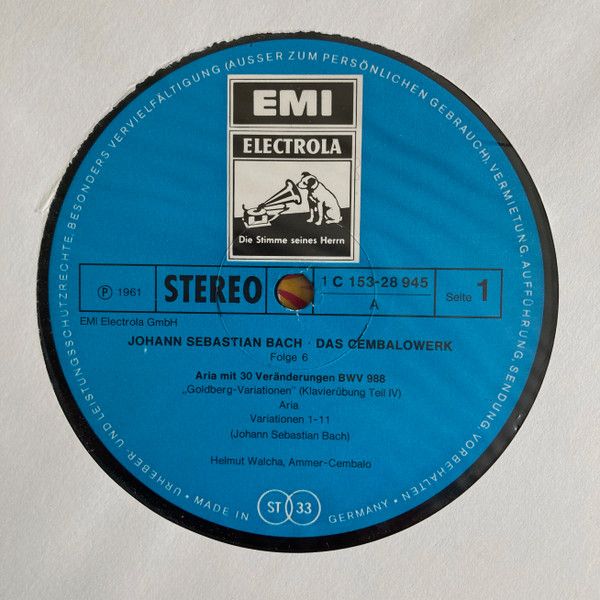 URHEBER- UND LEISTUNGSSCHUTZRECHTE, BESONDERS VERVIELFÄLTIGUNG (AUSSER ZUM PERSÖNLICHEN GEBRAUCH), VERMIETUNG, AUFFÜHRUNG, SENDUNG VORBEHALTEN
EMI
ELECTROLA
Die Stimme seines Herrn
Ⓟ 1961
STEREO
1 C 153-28 945
A
Seite 1
EMI Electrola GmbH
JOHANN SEBASTIAN BACH · DAS CEMBALOWERK
Folge 6
Aria mit 30 Veränderungen BWV 988
„Goldberg-Variationen" (Klavierübung Teil IV)
Aria
Variationen 1-11
(Johann Sebastian Bach)
Helmut Walcha, Ammer-Cembalo
• MADE IN GERMANY •
ST 33